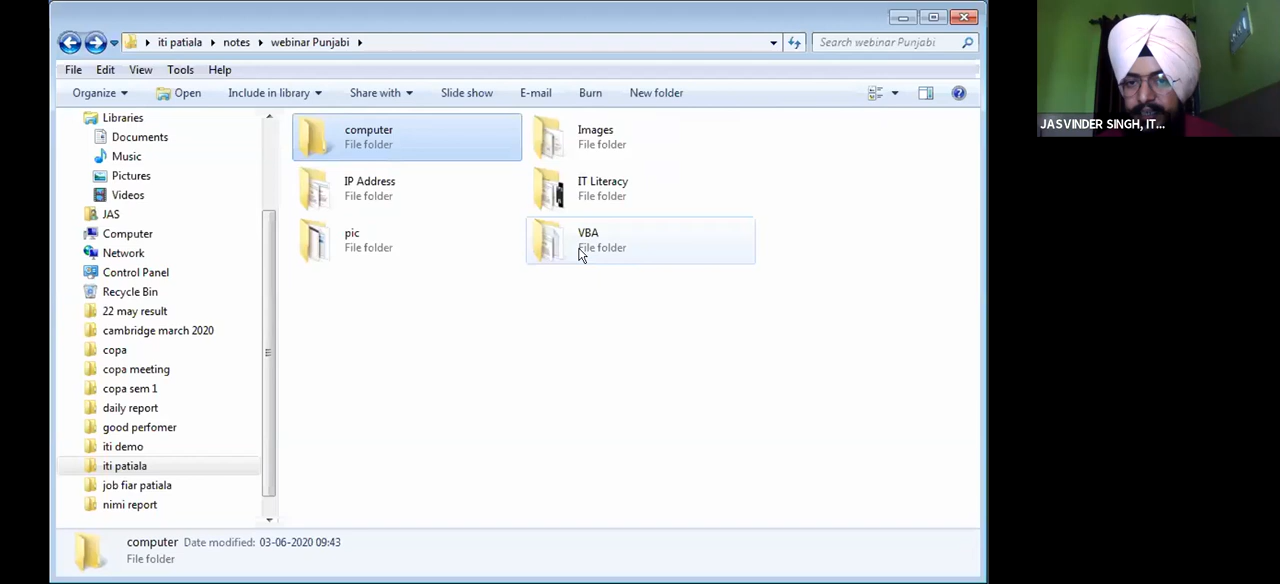 iti patiala notes webinar Punjabi
Search webinar Punjabi
File Edit View Tools Help
Organize Open Include in library Share with Slide show E-mail Burn New folder
Libraries
Documents
Music
Pictures
Videos
JAS
Computer
Network
Control Panel
Recycle Bin
22 may result
cambridge march 2020
copa
copa meeting
copa sem 1
daily report
good perfomer
iti demo
iti patiala
job fiar patiala
nimi report
computer
File folder
Images
File folder
IP Address
File folder
IT Literacy
File folder
pic
File folder
VBA
File folder
computer Date modified: 03-06-2020 09:43
File folder
JASVINDER SINGH, IT...